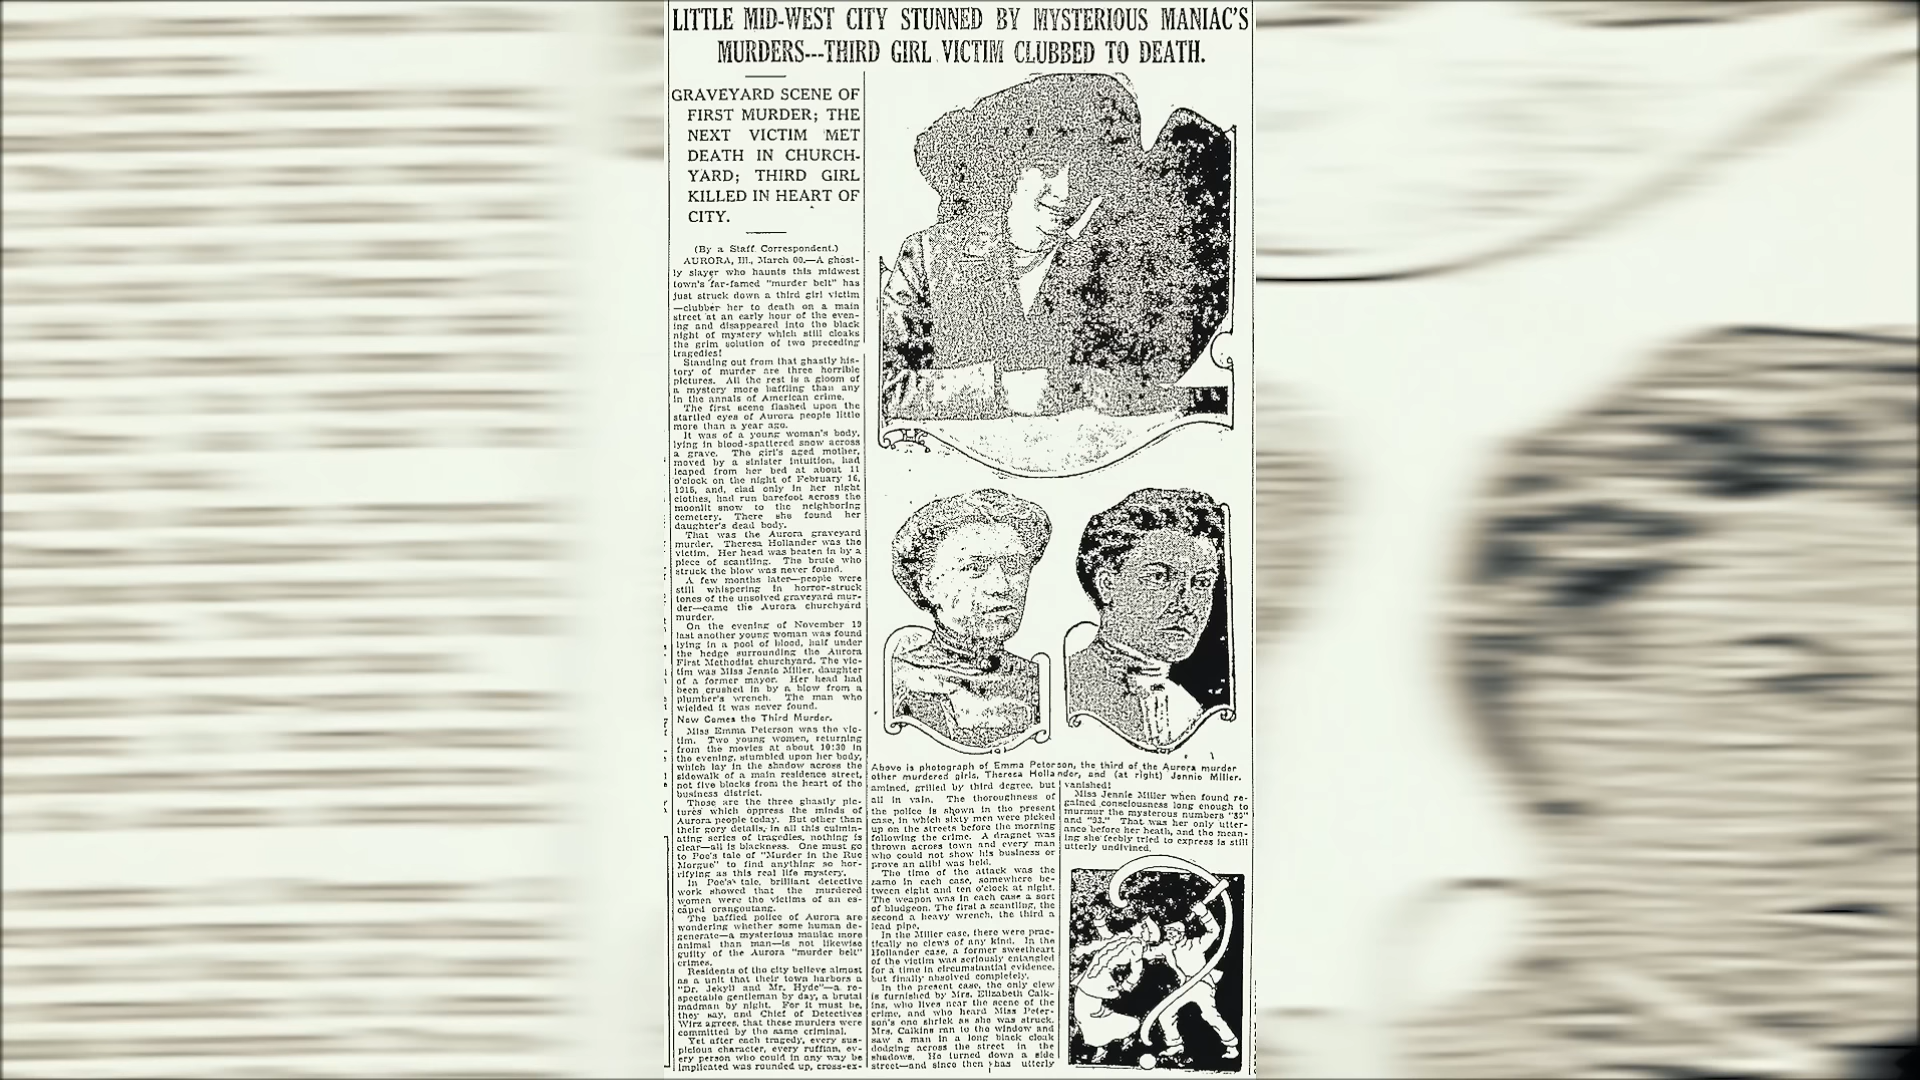 LITTLE MID-WEST CITY STUNNED BY MYSTERIOUS MANIAC'S
MURDERS---THIRD GIRL VICTIM CLUBBED TO DEATH.
GRAVEYARD SCENE OF
FIRST MURDER; THE
NEXT VICTIM MET
DEATH IN CHURCH-
YARD; THIRD GIRL
KILLED IN HEART OF
CITY.
(By a Staff Correspondent.)
AURORA, Ill., March 00.—A ghost-
ly slayer who haunts this midwest
town's far-famed "murder belt" has
just struck down a third girl victim
—clubber her to death on a main
street at an early hour of the even-
ing and disappeared into the black
night of mystery which still cloaks
the grim solution of two preceding
tragedies!
Standing out from that ghastly his-
tory of murder are three horrible
pictures. All the rest is a gloom of
a mystery more baffling than any
in the annals of American crime.
The first scene flashed upon the
startled eyes of Aurora people little
more than a year ago.
It was of a young woman's body,
lying in blood-spattered snow across
a grave. The girl's aged mother,
moved by a sinister intuition, had
leaped from her bed at about 11
o'clock on the night of February 16,
1915, and, clad only in her night
clothes, had run barefoot across the
moonlit snow to the neighboring
cemetery. There she found her
daughter's dead body.
That was the Aurora graveyard
murder. Theresa Hollander was the
victim. Her head was beaten in by a
piece of scantling. The brute who
struck the blow was never found.
A few months later—people were
still whispering in horror-struck
tones of the unsolved graveyard mur-
der—came the Aurora churchyard
murder.
On the evening of November 19
last another young woman was found
lying in a pool of blood, half under
the hedge surrounding the Aurora
First Methodist churchyard. The vic-
tim was Miss Jennie Miller, daughter
of a former mayor. Her head had
been crushed in by a blow from a
plumber's wrench. The man who
wielded it was never found.
Now Comes the Third Murder.
Miss Emma Peterson was the vic-
tim. Two young women, returning
from the movies at about 10:30 in
the evening, stumbled upon her body,
which lay in the shadow across the
sidewalk of a main residence street,
not five blocks from the heart of the
business district.
Those are the three ghastly pic-
tures which oppress the minds of
Aurora people today. But other than
their gory details, in all this culmin-
ating series of tragedies, nothing is
clear—all is blackness. One must go
to Poe's tale of "Murder in the Rue
Morgue" to find anything so hor-
rifying as this real life mystery.
In Poe's tale, brilliant detective
work showed that the murdered
women were the victims of an es-
caped orangoutang.
The baffled police of Aurora are
wondering whether some human de-
generate—a mysterious maniac more
animal than man—is not likewise
guilty of the Aurora "murder belt"
crimes.
Residents of the city believe almost
as a unit that their town harbors a
"Dr. Jekyll and Mr. Hyde"—a re-
spectable gentleman by day, a brutal
madman by night. For it must be,
they say, and Chief of Detectives
Wirz agrees, that these murders were
committed by the same criminal.
Yet after each tragedy, every sus-
picious character, every ruffian, ev-
ery person who could in any way be
implicated was rounded up, cross-ex-
Above is photograph of Emma Peterson, the third of the Aurora murder
other murdered girls, Theresa Hollander, and (at right) Jennie Miller.
amined, grilled by third degree, but
all in vain. The thoroughness of
the police is shown in the present
case, in which sixty men were picked
up on the streets before the morning
following the crime. A dragnet was
thrown across town and every man
who could not show his business or
prove an alibi was held.
The time of the attack was the
same in each case, somewhere be-
tween eight and ten o'clock at night.
The weapon was in each case a sort
of bludgeon. The first a scantling, the
second a heavy wrench, the third a
lead pipe.
In the Miller case, there were prac-
tically no clews of any kind. In the
Hollander case, a former sweetheart
of the victim was seriously entangled
for a time in circumstantial evidence,
but finally absolved completely.
In the present case, the only clew
is furnished by Mrs. Elizabeth Calk-
ins, who lives near the scene of the
crime, and who heard Miss Peter-
son's one shriek as she was struck.
Mrs. Calkins ran to the window and
saw a man in a long black cloak
dodging across the street in the
shadows. He turned down a side
street—and since then has utterly
vanished!
Miss Jennie Miller when found re-
gained consciousness long enough to
murmur the mysterous numbers
and "93." That was her only utter-
ance before her heath, and the mean-
ing she feebly tried to express is still
utterly undivined.